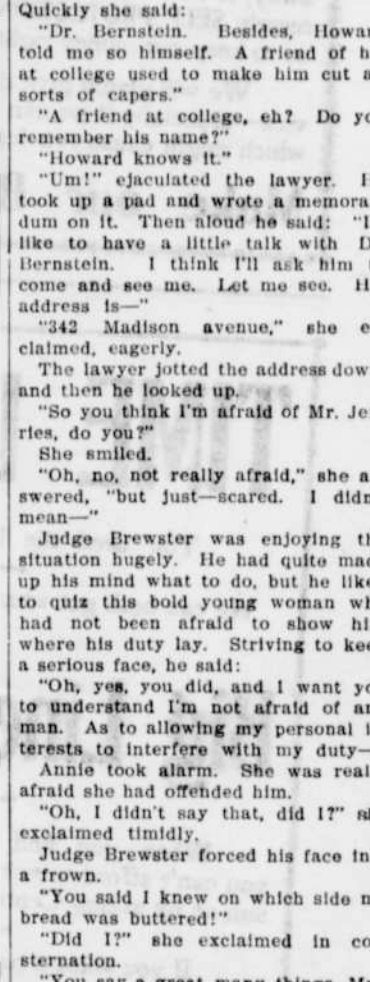 Quickly she said:
"Dr. Bernstein. Besides, Howar
told me so himself. A friend of h
at college used to make him cut a
sorts of capers."
"A friend at college, eh? Do yo
remember his name?"
"Howard knows it."
"Um!" ejaculated the lawyer. H
took up a pad and wrote a memora
dum on it. Then aloud he said: "I
like to have a little talk with D
Bernstein. I think I'll ask him
come and see me. Let me see. H
address is—"
"342 Madison avenue," she e
claimed, eagerly.
The lawyer jotted the address dow
and then he looked up.
"So you think I'm afraid of Mr. Je
ries, do you?"
She smiled.
"Oh, no, not really afraid," she a
swered, "but just—scared. I didn
mean—"
Judge Brewster was enjoying th
situation hugely. He had quite mad
up his mind what to do, but he like
to quiz this bold young woman wh
had not been afraid to show hi
where his duty lay. Striving to kee
a serious face, he said:
"Oh, yes, you did, and I want yo
to understand I'm not afraid of an
man. As to allowing my personal i
terests to interfere with my duty—
Annie took alarm. She was real
afraid she had offended him.
"Oh, I didn't say that, did I?" sh
exclaimed timidly.
Judge Brewster forced his face in
a frown.
"You said I knew on which side m
bread was buttered!"
"Did I?" she exclaimed in co
sternation.
"You say a great many things, M